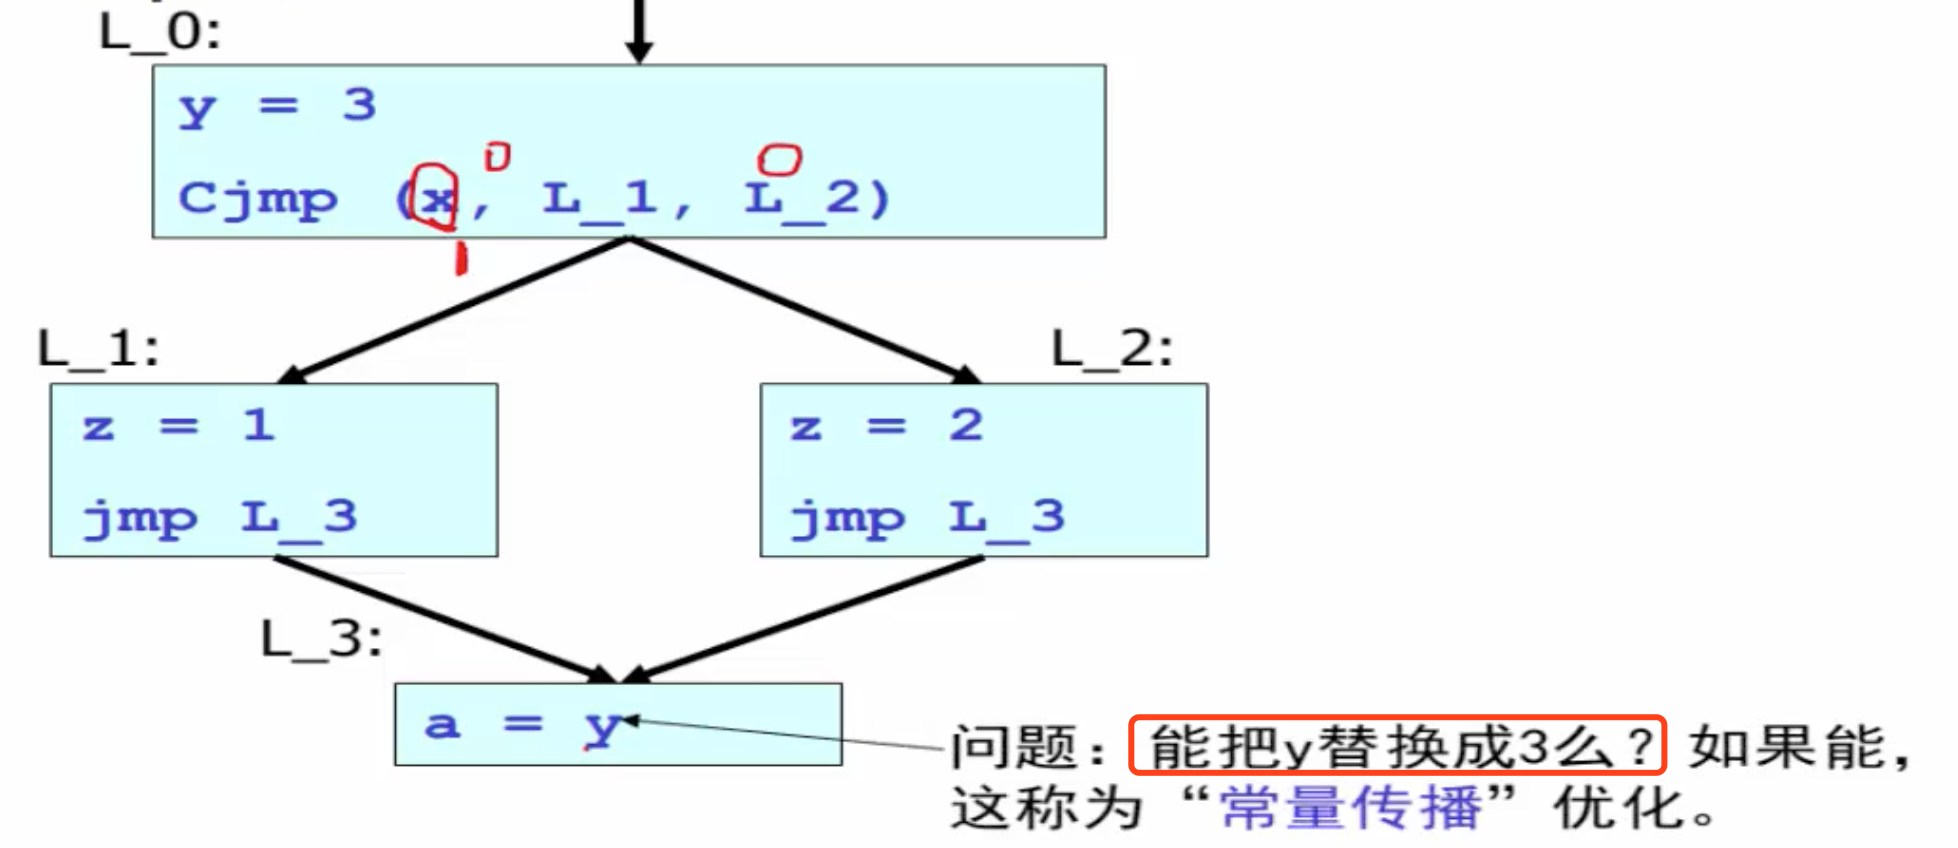 L_0:
y = 3
Cjmp (x, L_1, L_2)
0
0
1
L_1:
L_2:
z = 1
jmp L_3
z = 2
jmp L_3
L_3:
a = y
问题：能把y替换成3么？如果能，
这称为“常量传播”优化。